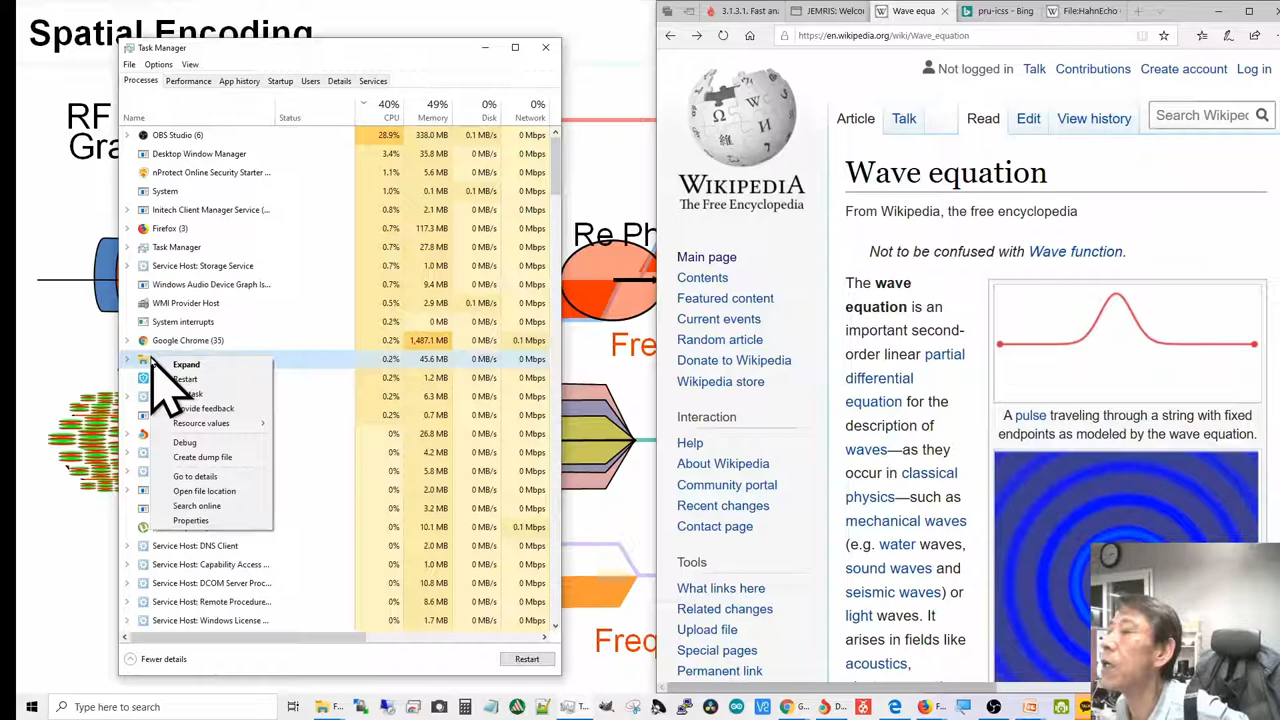 Spatial Encoding
RF
Gra
Re Ph
Fre
Freq
Task Manager
File Options View
Processes Performance App history Startup Users Details Services
40% 49% 0% 0%
Name Status CPU Memory Disk Network
OBS Studio (6) 28.9% 338.0 MB 0.1 MB/s 0 Mbps
Desktop Window Manager 3.4% 35.8 MB 0 MB/s 0 Mbps
nProtect Online Security Starter ... 1.1% 5.6 MB 0 MB/s 0 Mbps
System 1.0% 0.1 MB 0.1 MB/s 0 Mbps
Initech Client Manager Service (... 0.8% 2.1 MB 0 MB/s 0 Mbps
Firefox (3) 0.7% 117.3 MB 0 MB/s 0 Mbps
Task Manager 0.7% 27.8 MB 0 MB/s 0 Mbps
Service Host: Storage Service 0.7% 1.0 MB 0 MB/s 0 Mbps
Windows Audio Device Graph Is... 0.7% 9.4 MB 0 MB/s 0 Mbps
WMI Provider Host 0.5% 2.9 MB 0 MB/s 0 Mbps
System interrupts 0.2% 0 MB 0 MB/s 0 Mbps
Google Chrome (35) 0.2% 1,487.1 MB 0 MB/s 0.1 Mbps
0.2% 45.6 MB 0 MB/s 0 Mbps
0.2% 1.2 MB 0 MB/s 0 Mbps
0.2% 6.3 MB 0 MB/s 0 Mbps
0.2% 0.7 MB 0 MB/s 0 Mbps
0% 26.8 MB 0 MB/s 0 Mbps
0% 4.8 MB 0 MB/s 0 Mbps
0% 5.8 MB 0 MB/s 0 Mbps
0% 2.0 MB 0 MB/s 0 Mbps
0% 3.2 MB 0 MB/s 0 Mbps
0% 10.1 MB 0 MB/s 0.1 Mbps
Service Host: DNS Client 0% 2.0 MB 0 MB/s 0 Mbps
Service Host: Capability Access ... 0% 1.4 MB 0 MB/s 0 Mbps
Service Host: DCOM Server Proc... 0% 10.8 MB 0 MB/s 0 Mbps
Service Host: Remote Procedure... 0% 8.6 MB 0 MB/s 0 Mbps
Service Host: Windows License ... 0% 1.7 MB 0 MB/s 0 Mbps
Expand
Restart
task
ovide feedback
Resource values
Debug
Create dump file
Go to details
Open file location
Search online
Properties
Fewer details Restart
3.1.3.1. Fast an JEMRIS: Welco Wave equa pru-icss - Bing File:HahnEcho
https://en.wikipedia.org/wiki/Wave_equation
Not logged in Talk Contributions Create account Log in
Article Talk Read Edit View history Search Wikipe
WIKIPEDIA
The Free Encyclopedia
Main page
Contents
Featured content
Current events
Random article
Donate to Wikipedia
Wikipedia store
Interaction
Help
About Wikipedia
Community portal
Recent changes
Contact page
Tools
What links here
Related changes
Upload file
Special pages
Permanent link
Wave equation
From Wikipedia, the free encyclopedia
Not to be confused with Wave function.
The wave
equation is an
important second-
order linear partial
differential
equation for the
description of
waves—as they
occur in classical
physics—such as
mechanical waves
(e.g. water waves,
sound waves and
seismic waves) or
light waves. It
arises in fields like
acoustics,
A pulse traveling through a string with fixed
endpoints as modeled by the wave equation.
Type here to search